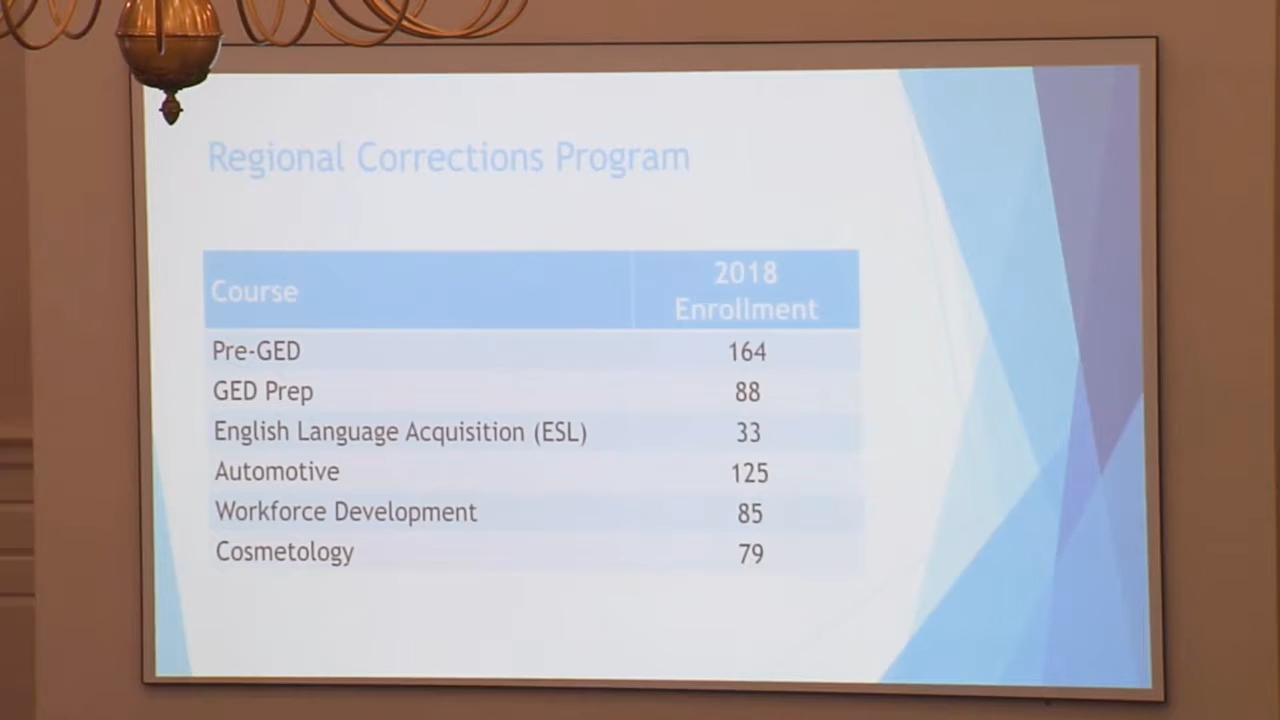 Regional Corrections Program
Course
2018
Enrollment
Pre-GED 164
GED Prep 88
English Language Acquisition (ESL) 33
Automotive 125
Workforce Development 85
Cosmetology 79